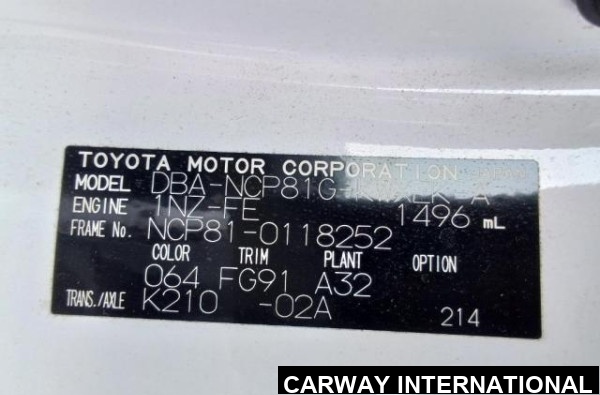 TOYOTA MOTOR CORPORATION JAPAN
MODEL DBA-NCP81G-
ENGINE 1NZ-FE 1496 mL
FRAME No. NCP81-0118252
COLOR TRIM PLANT OPTION
064 FG91 A32
TRANS./AXLE K210 -02A
214
CARWAY INTERNATIONAL